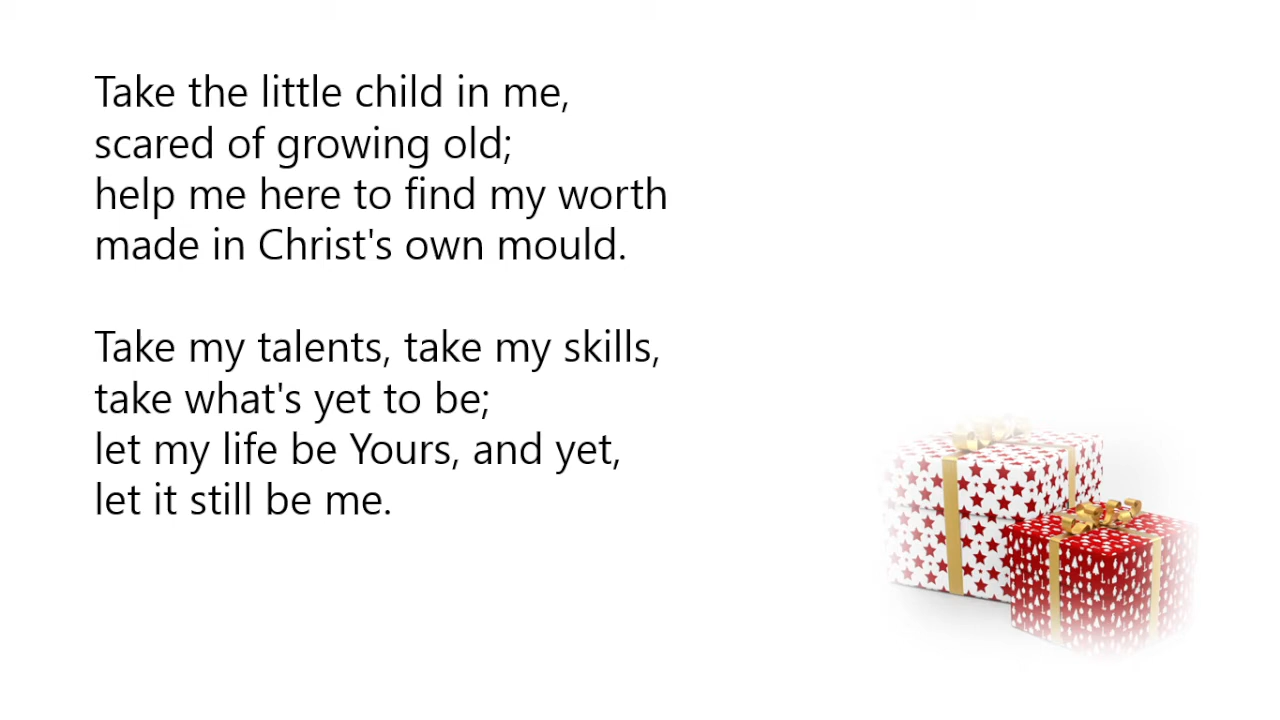 Take the little child in me,
scared of growing old;
help me here to find my worth
made in Christ's own mould.
Take my talents, take my skills,
take what's yet to be;
let my life be Yours, and yet,
let it still be me.